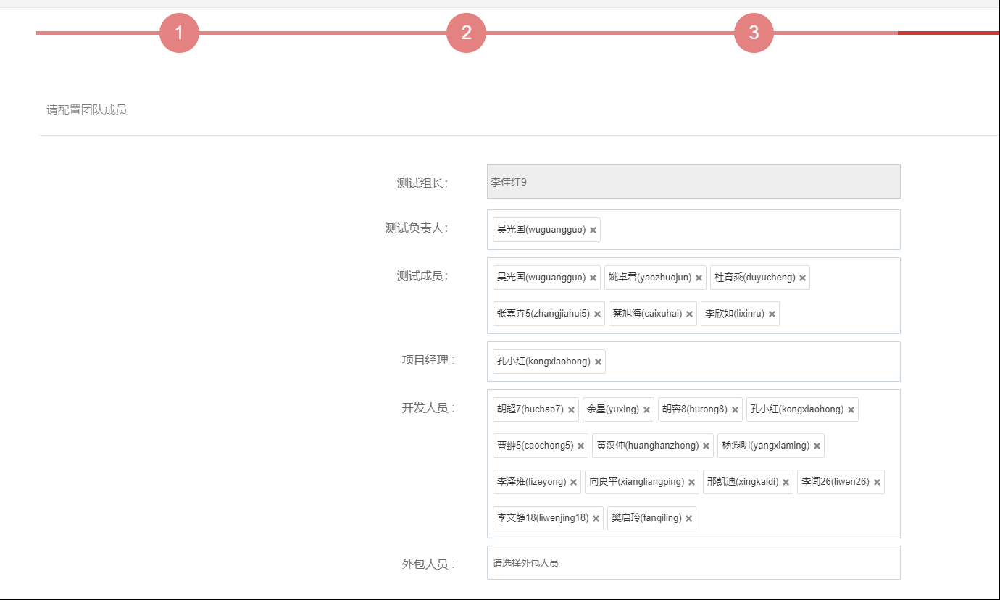 1 2 3
请配置团队成员
测试组长: 李佳红9
测试负责人: 吴光国(wuguangguo) ×
测试成员: 吴光国(wuguangguo) × 姚卓君(yaozhuojun) × 杜育乘(duyucheng) ×
张嘉卉5(zhangjiahui5) × 蔡旭海(caixuhai) × 李欣如(lixinru) ×
项目经理 : 孔小红(kongxiaohong) ×
开发人员 : 胡超7(huchao7) × 余星(yuxing) × 胡容8(hurong8) × 孔小红(kongxiaohong) ×
曹翀5(caochong5) × 黄汉仲(huanghanzhong) × 杨遐明(yangxiaming) ×
李泽雍(lizeyong) × 向良平(xiangliangping) × 邢凯迪(xingkaidi) × 李闻26(liwen26) ×
李文静18(liwenjing18) × 樊启玲(fanqiling) ×
外包人员 : 请选择外包人员